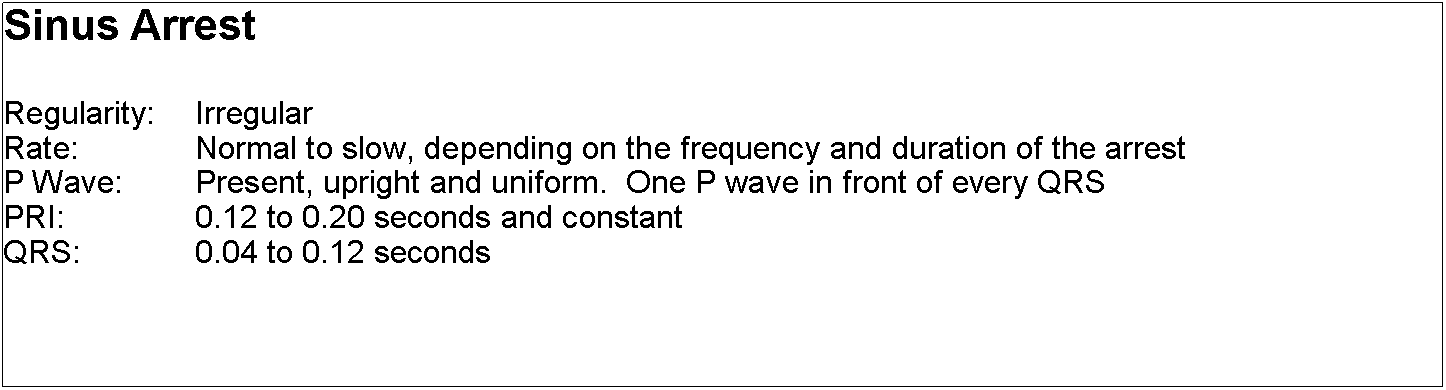 Sinus Arrest
Regularity: Irregular
Rate: Normal to slow, depending on the frequency and duration of the arrest
P Wave: Present, upright and uniform.  One P wave in front of every QRS
PRI: 0.12 to 0.20 seconds and constant
QRS: 0.04 to 0.12 seconds